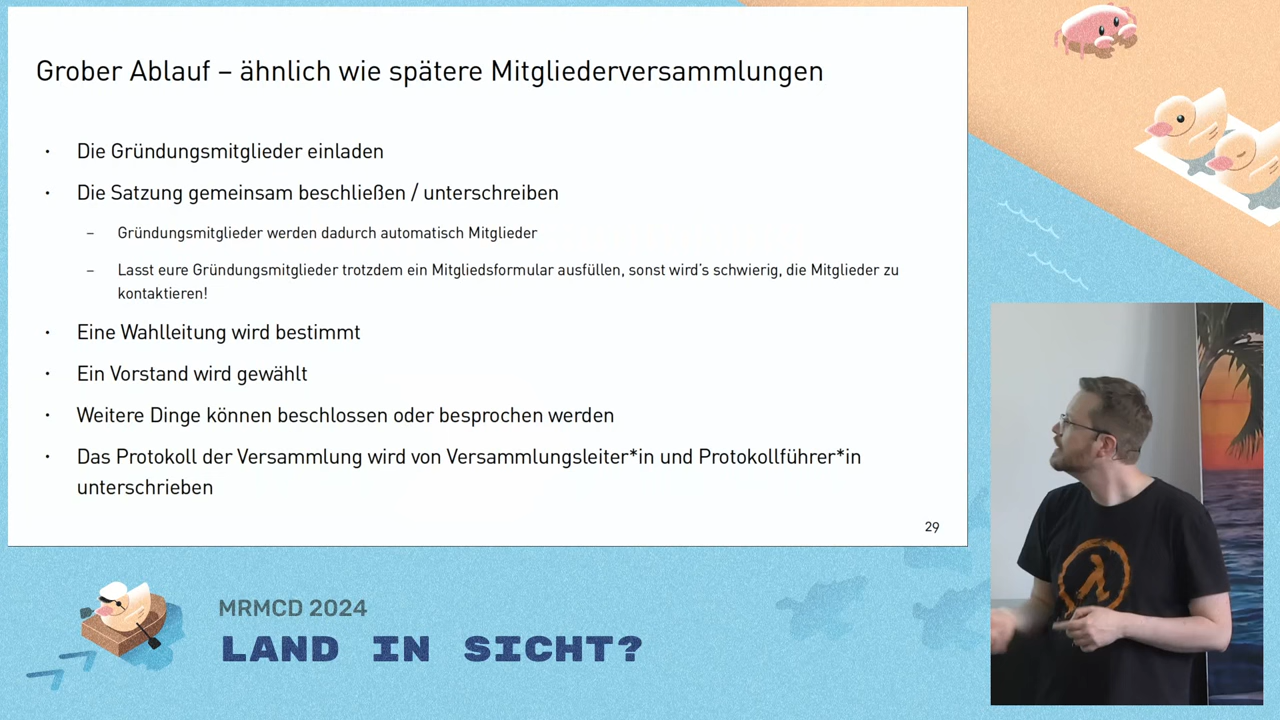 Grober Ablauf – ähnlich wie spätere Mitgliederversammlungen
· Die Gründungsmitglieder einladen
· Die Satzung gemeinsam beschließen / unterschreiben
– Gründungsmitglieder werden dadurch automatisch Mitglieder
– Lasst eure Gründungsmitglieder trotzdem ein Mitgliedsformular ausfüllen, sonst wird's schwierig, die Mitglieder zu
kontaktieren!
· Eine Wahlleitung wird bestimmt
· Ein Vorstand wird gewählt
· Weitere Dinge können beschlossen oder besprochen werden
· Das Protokoll der Versammlung wird von Versammlungsleiter*in und Protokollführer*in
unterschrieben
29
MRMCD 2024
LAND IN SICHT?